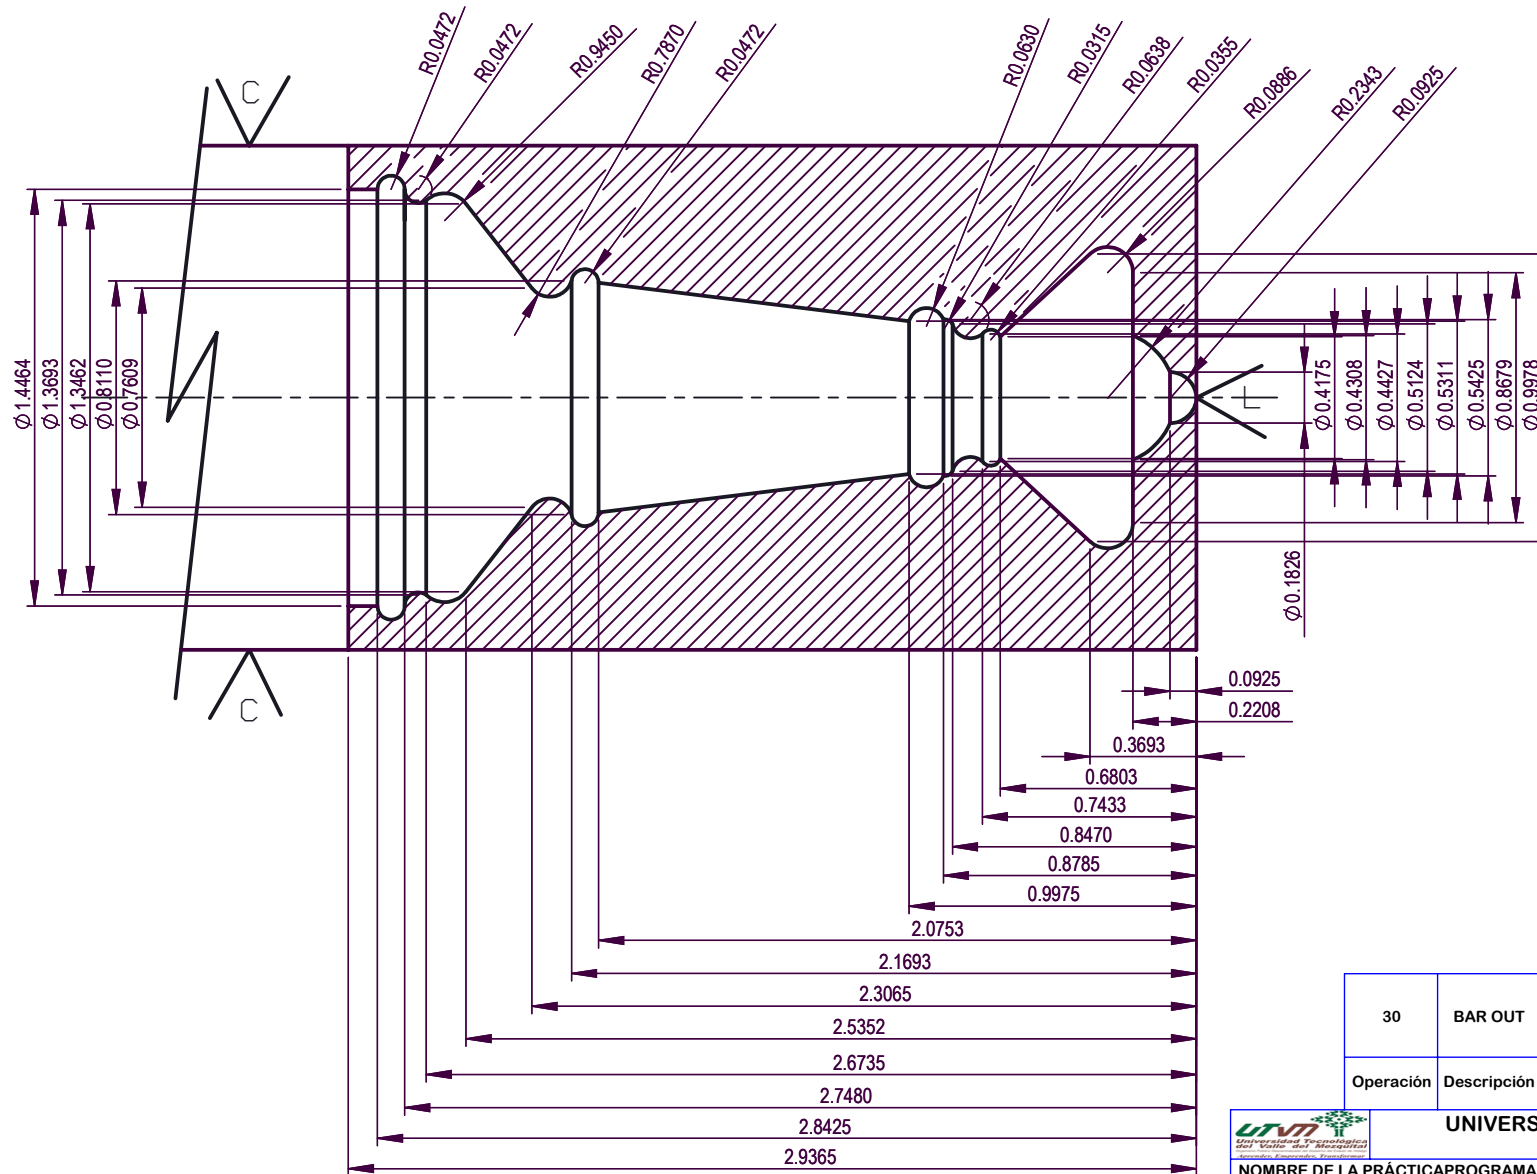 R0.0472
R0.0472
R0.9450
R0.7870
R0.0472
R0.0630
R0.0315
R0.0638
R0.0355
R0.0886
R0.2343
R0.0925
C
C
L
Ø1.4464
Ø1.3693
Ø1.3462
Ø0.8110
Ø0.7609
Ø0.1826
Ø0.4175
Ø0.4308
Ø0.4427
Ø0.5124
Ø0.5311
Ø0.5425
Ø0.8679
Ø0.9978
0.0925
0.2208
0.3693
0.6803
0.7433
0.8470
0.8785
0.9975
2.0753
2.1693
2.3065
2.5352
2.6735
2.7480
2.8425
2.9365
30 BAR OUT
Operación Descripción
UTVM
Universidad Tecnológica
del Valle del Mezquital
Aprender, Emprender, Transformar
UNIVERS
NOMBRE DE LA PRÁCTICAPROGRAMA